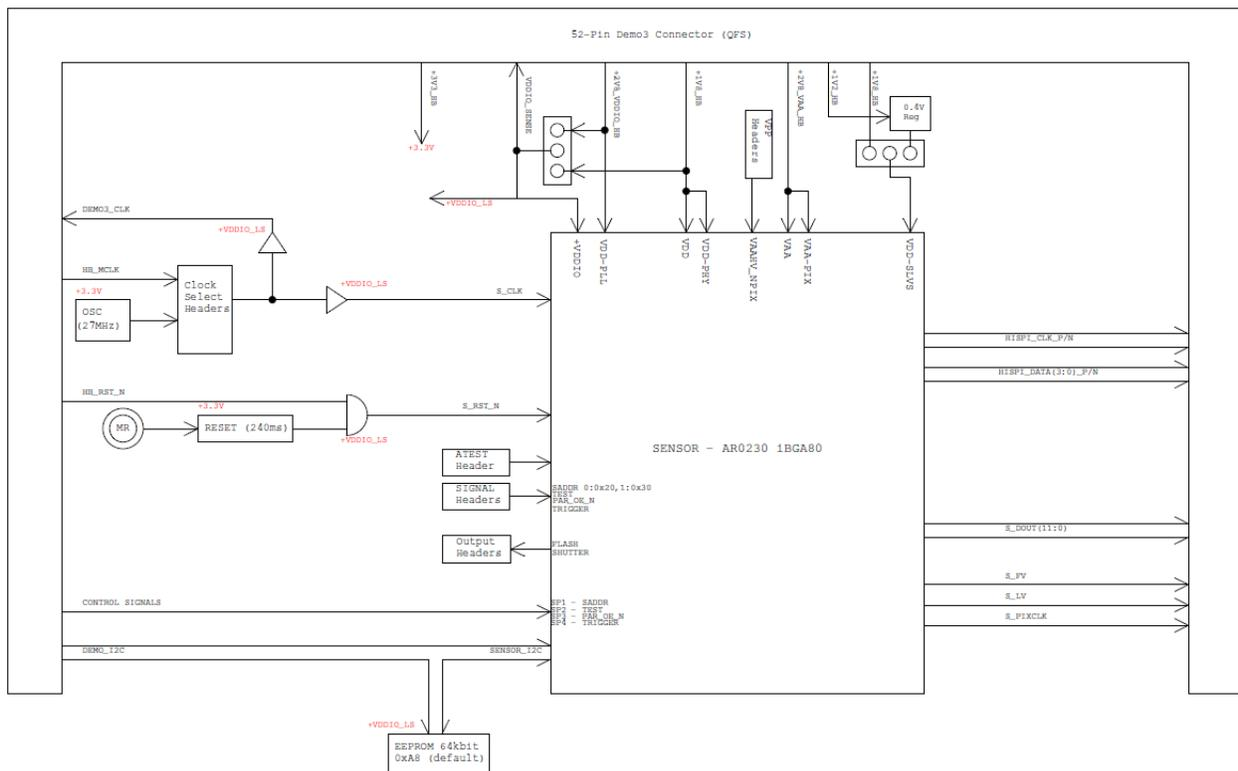 52-Pin Demo3 Connector (QFS)
+3V3_HB
VDDIO_SENSE
+2V8_VDDIO_HB
+1V8_HB
+2V8_VAA_HB
+1V2_HB
+1V8_HB
0.4V
Reg
VPP
Headers
+3.3V
+VDDIO_LS
DEMO3_CLK
+VDDIO_LS
HB_MCLK
+3.3V
OSC
(27MHz)
Clock
Select
Headers
+VDDIO_LS
S_CLK
+VDDIO
VDD-PLL
VDD
VDD-PHY
VAAHV_NPIX
VAA
VAA-PIX
VDD-SLVS
HISPI_CLK_P/N
HISPI_DATA(3:0)_P/N
HB_RST_N
+3.3V
MR
RESET (240ms)
+VDDIO_LS
S_RST_N
SENSOR - AR0230 1BGA80
ATEST
Header
SIGNAL
Headers
SADDR 0:0x20,1:0x30
TEST
PAR_OE_N
TRIGGER
Output
Headers
FLASH
SHUTTER
S_DOUT(11:0)
S_FV
S_LV
S_PIXCLK
CONTROL SIGNALS
SP1 - SADDR
SP2 - TEST
SP3 - PAR_OE_N
SP4 - TRIGGER
DEMO_I2C
SENSOR_I2C
+VDDIO_LS
EEPROM 64kbit
0xA8 (default)